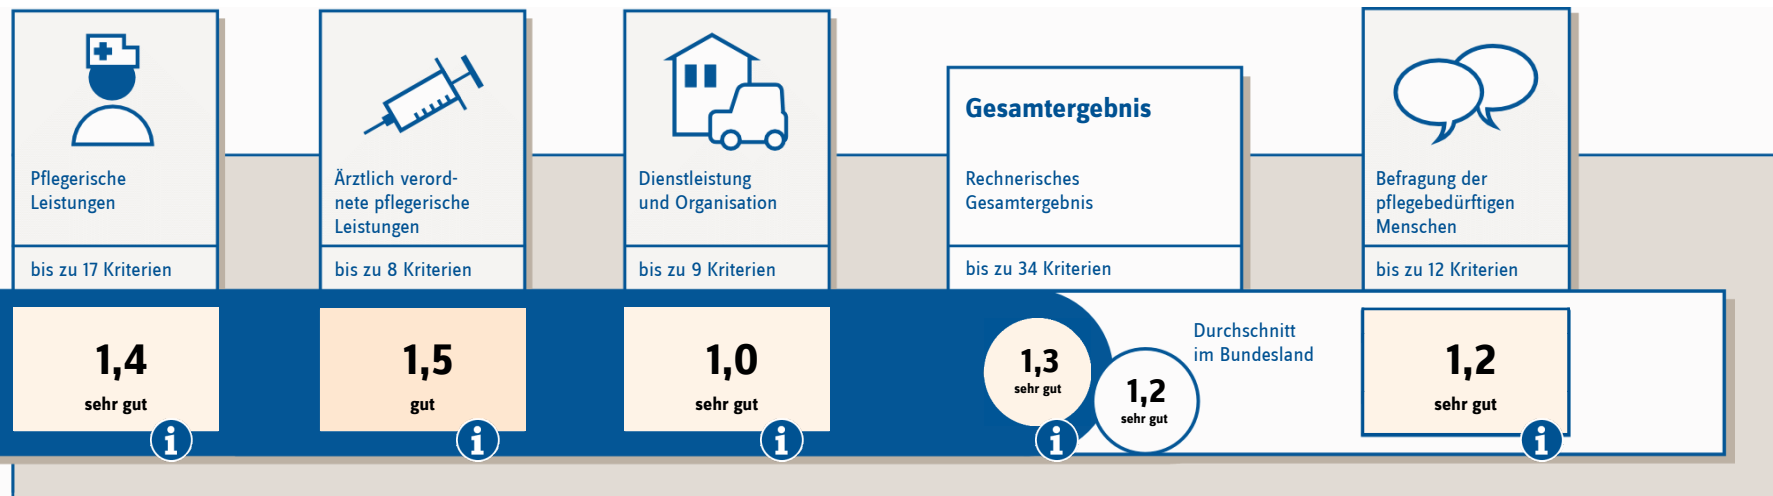 Pflegerische
Leistungen
bis zu 17 Kriterien
1,4
sehr gut
i
Ärztlich verord-
nete pflegerische
Leistungen
bis zu 8 Kriterien
1,5
gut
i
Dienstleistung
und Organisation
bis zu 9 Kriterien
1,0
sehr gut
i
Gesamtergebnis
Rechnerisches
Gesamtergebnis
bis zu 34 Kriterien
1,3
sehr gut
i
1,2
sehr gut
Durchschnitt
im Bundesland
Befragung der
pflegebedürftigen
Menschen
bis zu 12 Kriterien
1,2
sehr gut
i